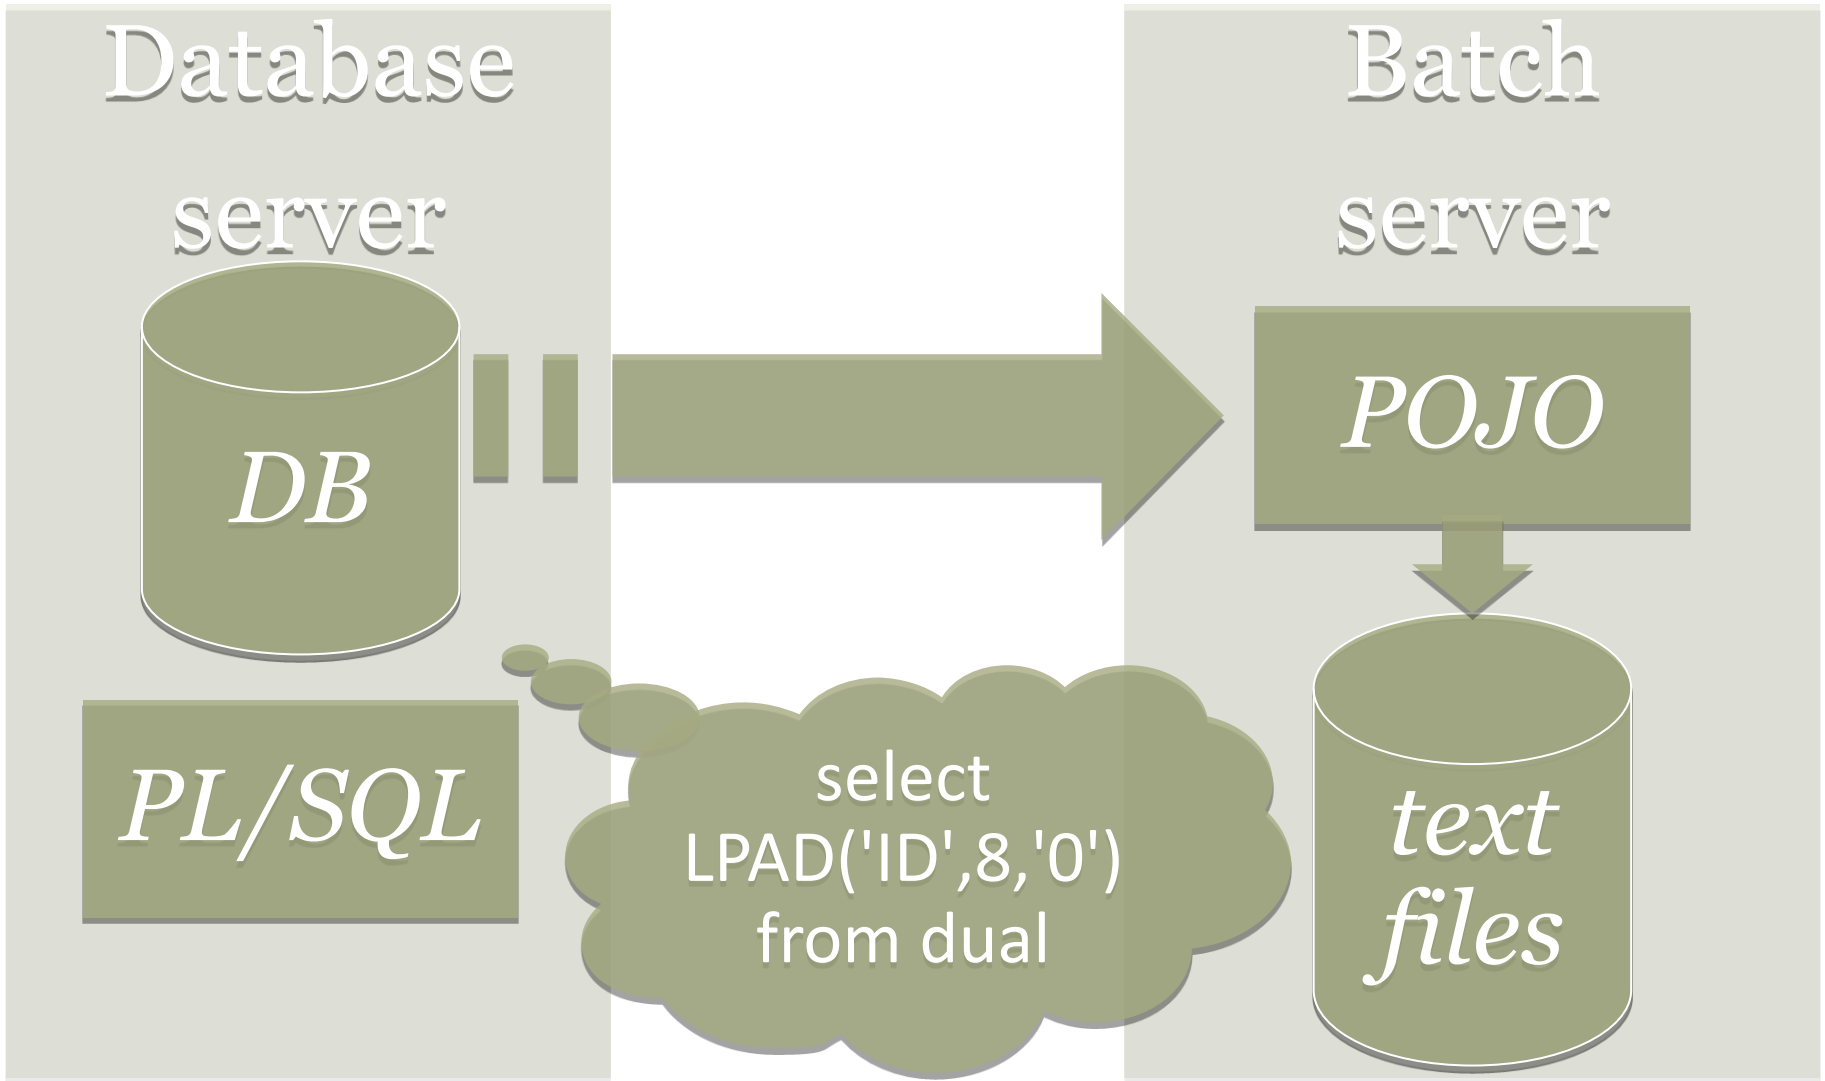 Database
server
DB
PL/SQL
select
LPAD('ID',8,'0')
from dual
Batch
server
POJO
text
files